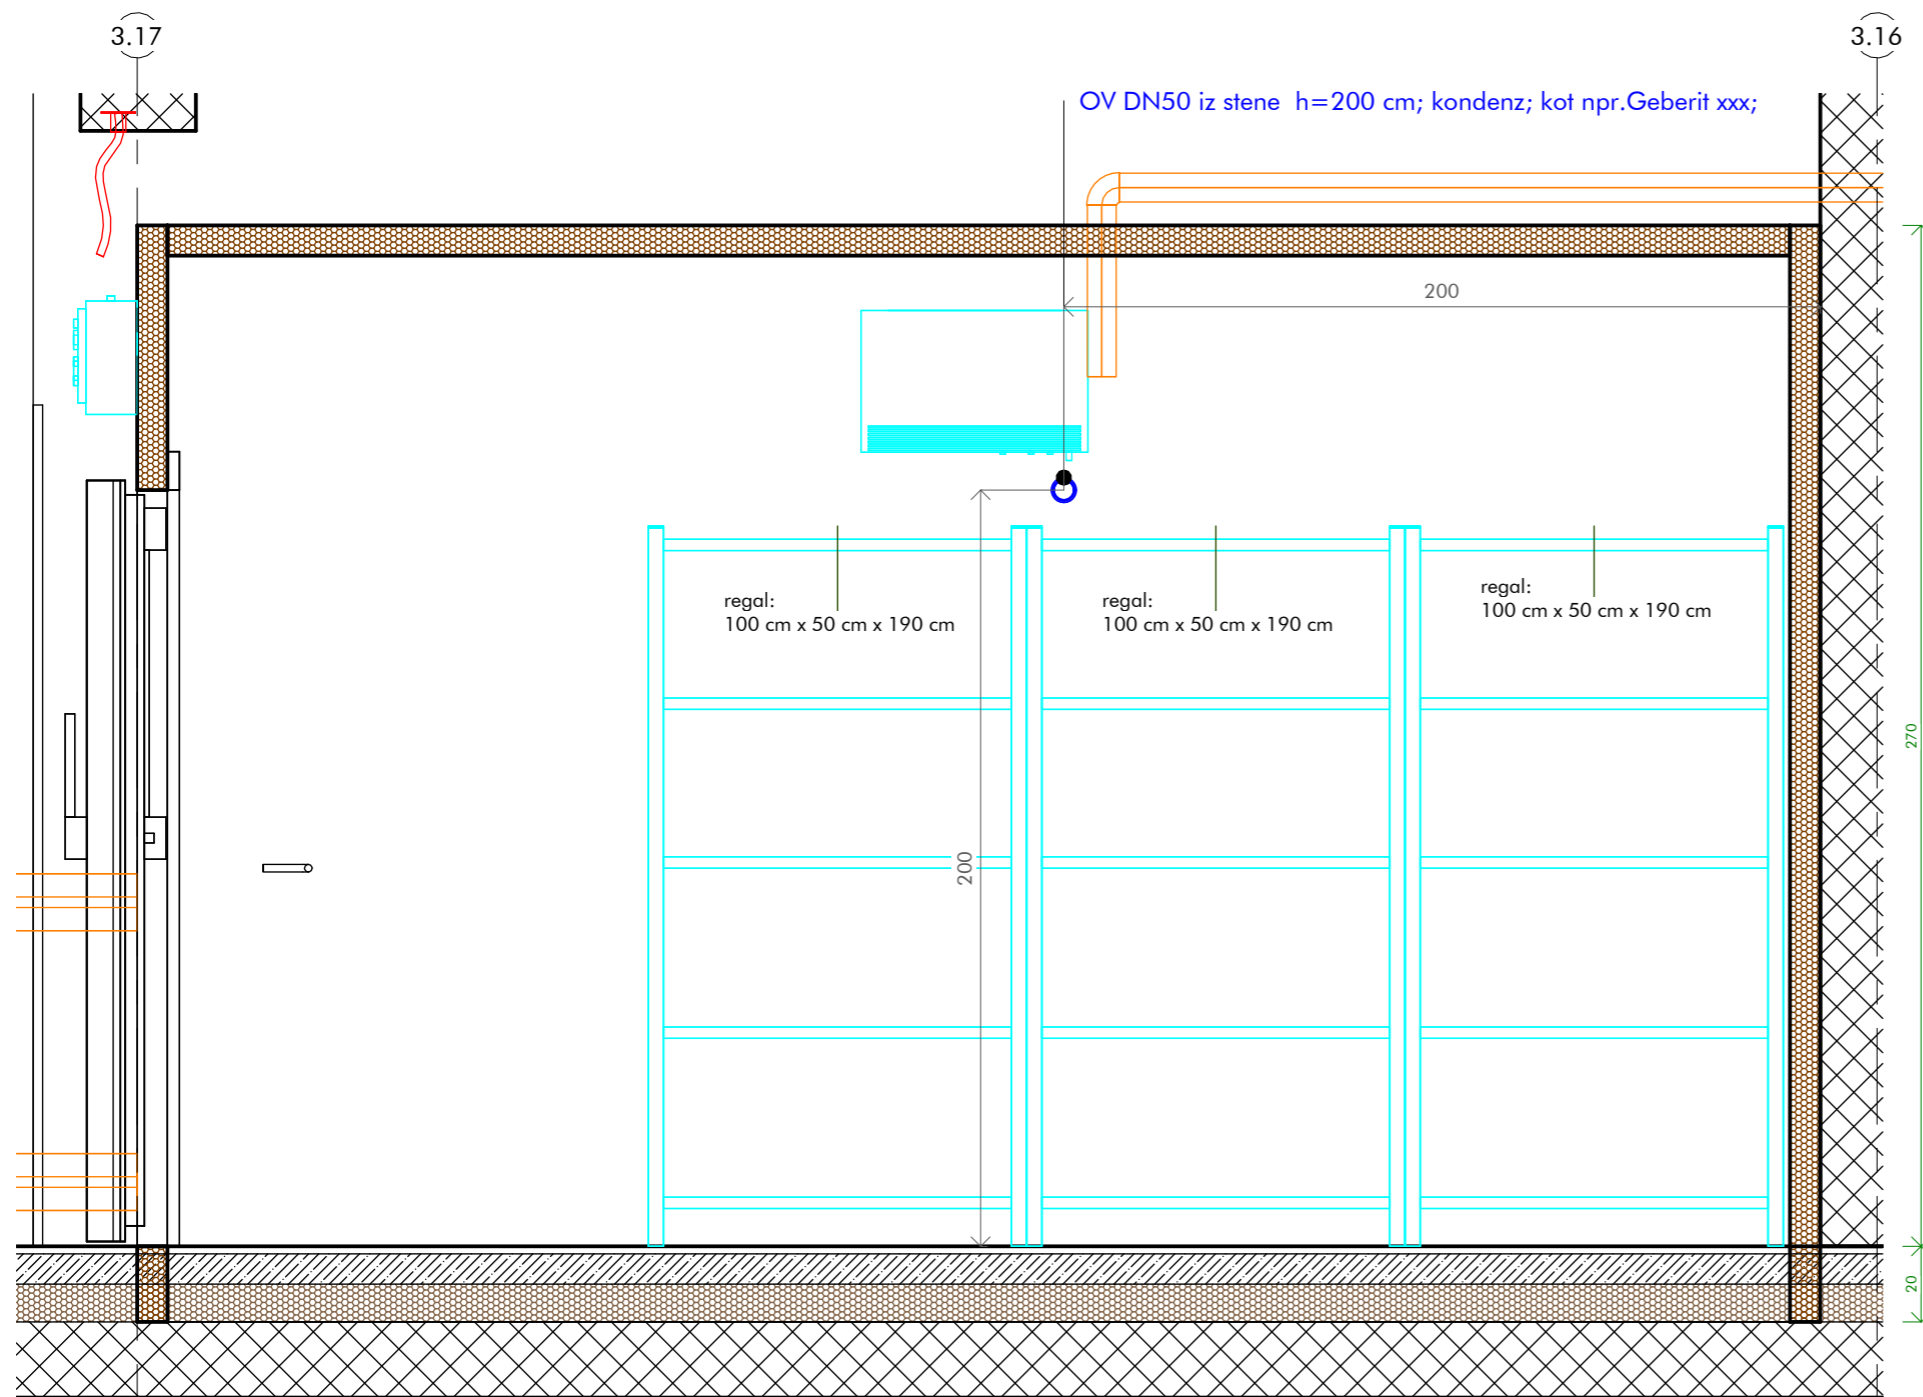 3.17
3.16
OV DN50 iz stene  h=200 cm; kondenz; kot npr.Geberit xxx;
200
regal:
100 cm x 50 cm x 190 cm
regal:
100 cm x 50 cm x 190 cm
regal:
100 cm x 50 cm x 190 cm
270
200
20